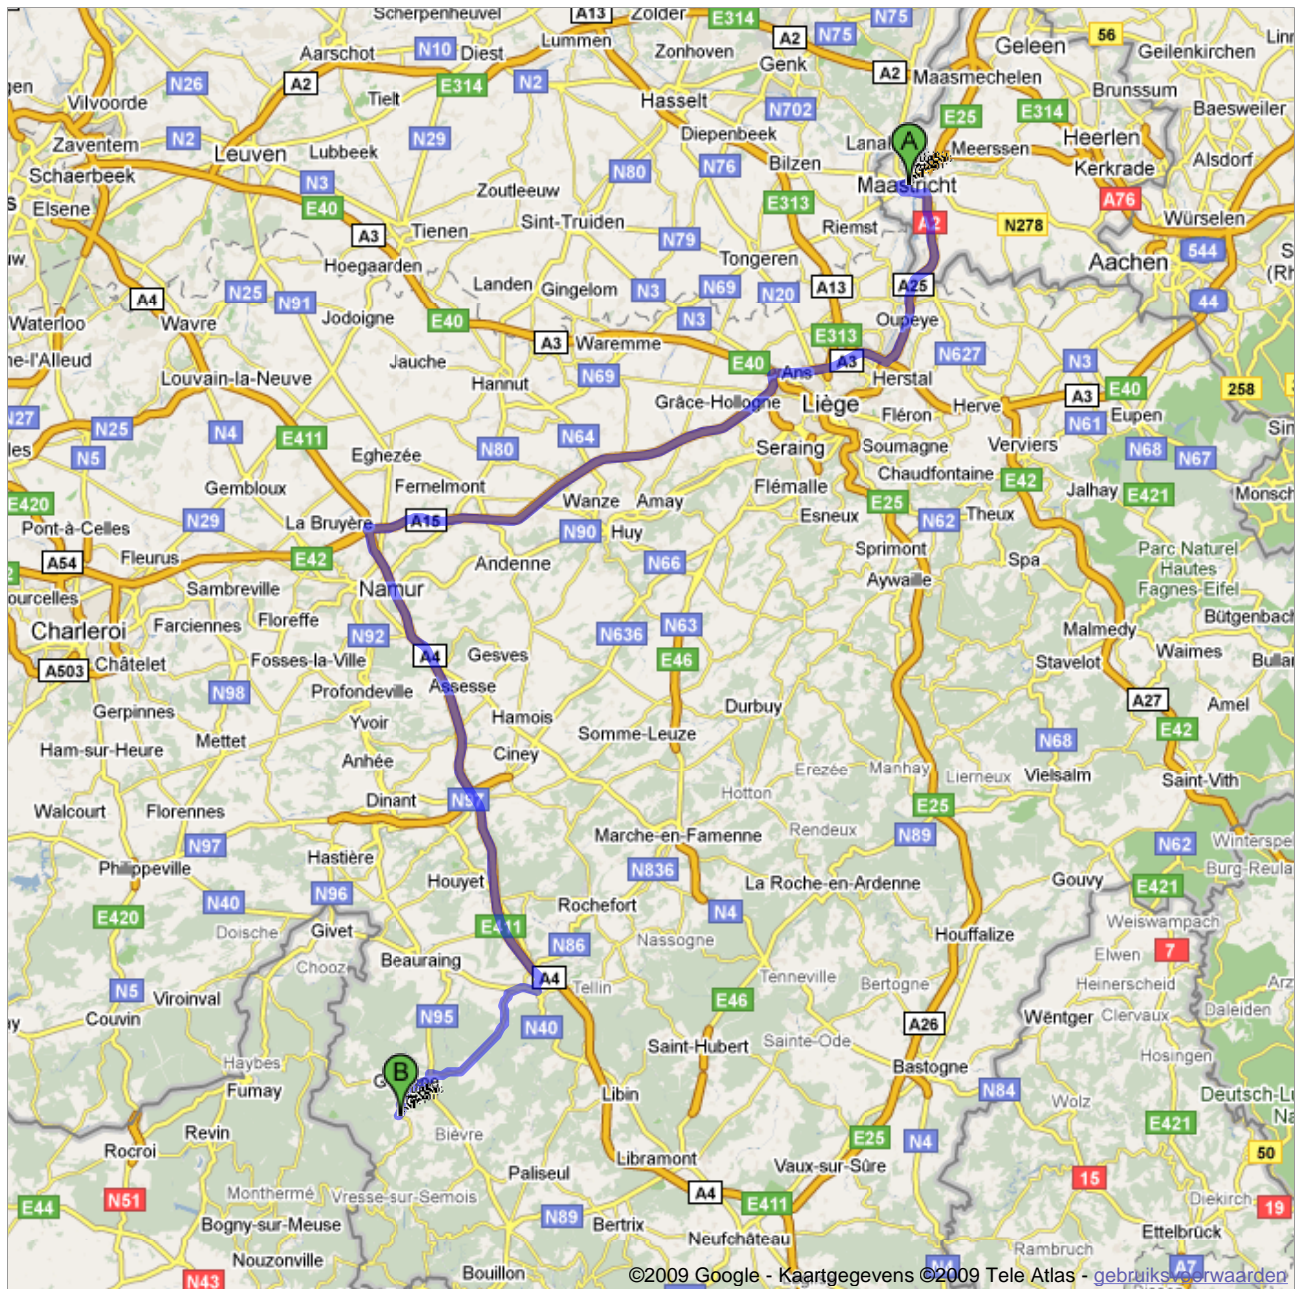 Scherpenheuvel A13 Zolder E314 N75
Aarschot N10 Diest Lummen Zonhoven A2 N75 Geleen 56 Geilenkirchen
N26 A2 E314 N2 Genk A2 Maasmechelen
Vilvoorde Tielt Hasselt N702 E25 E314 Brunssum Baesweiler
Zaventem N2 Leuven Lubbeek N29 Diepenbeek A Meerssen Heerlen
Schaerbeek N3 N80 N76 Bilzen Kerkrade Alsdorf
Elsene E40 Zoutleeuw E313 Maastricht A76 Würselen
A3 Tienen Sint-Truiden N79 Riemst A2 N278 544
Hoegaarden Tongeren Aachen
A4 N25 N91 Landen Gingelom N3 N69 N20 A13 A25 44
Waterloo Wavre Jodoigne E40 N3 Oupeye
A3 Waremme E313 N627
Jauche N69 E40 A3 N3
Louvain-la-Neuve Hannut Ans Herstal A3 E40 258
Grâce-Hollogne Liège Fléron Herve N61 Eupen
N27 N25 N4 E411 N80 N64 Seraing Soumagne Verviers N68 N67
N5 Eghezée Chaudfontaine
Gembloux Fernelmont Wanze Amay Flémalle E25 E42 Jalhay E421
E420 N29 La Bruyère A15 N90 Huy Esneux N62 Theux
Pont-à-Celles
A54 Fleurus E42 Andenne N66 Sprimont Spa Parc Naturel
Hautes
Fagnes-Eifel
Sambreville Namur Aywaille
Charleroi Farciennes Floreffe N92 N636 N63 Malmedy Bütgenbach
A503 Châtelet Fosses-la-Ville A4 Gesves E46 Stavelot Waimes
N98 Profondeville Assesse Durbuy A27 Amel
Gerpinnes Yvoir Hamois
Ham-sur-Heure Mettet Anhée Ciney Somme-Leuze N68 E42
Erezée Manhay Lierneux Vielsalm Saint-Vith
Walcourt Florennes Dinant N97 Hotton E25
N97 Hastière Marche-en-Famenne Rendeux N89 N62
Philippeville Houyet N836 La Roche-en-Ardenne Gouvy E421
N40 N96 Rochefort N4
E420 Doische Givet E411 N86 Nassogne Houffalize Weiswampach
Chooz Beauraing A4 Tenneville Elwen 7
N5 Viroinval Tellin Bertogne Heinerscheid
Couvin N95 N40 E46 A26 Wëntger Clervaux Daleiden
Haybes B Saint-Hubert Sainte-Ode Hosingen
Fumay Libin Bastogne N84
Revin Bièvre Wolz
Rocroi Paliseul Libramont E25 N4 E421 50
E44 N51 Monthermé Vresse-sur-Semois Vaux-sur-Sûre 15 Diekirch 19
Bogny-sur-Meuse N89 Bertrix A4 E411 Ettelbrück
Nouzonville Neufchâteau Rambruch
N43 Bouillon N4 A7
©2009 Google - Kaartgegevens ©2009 Tele Atlas - gebruiksvoorwaarden